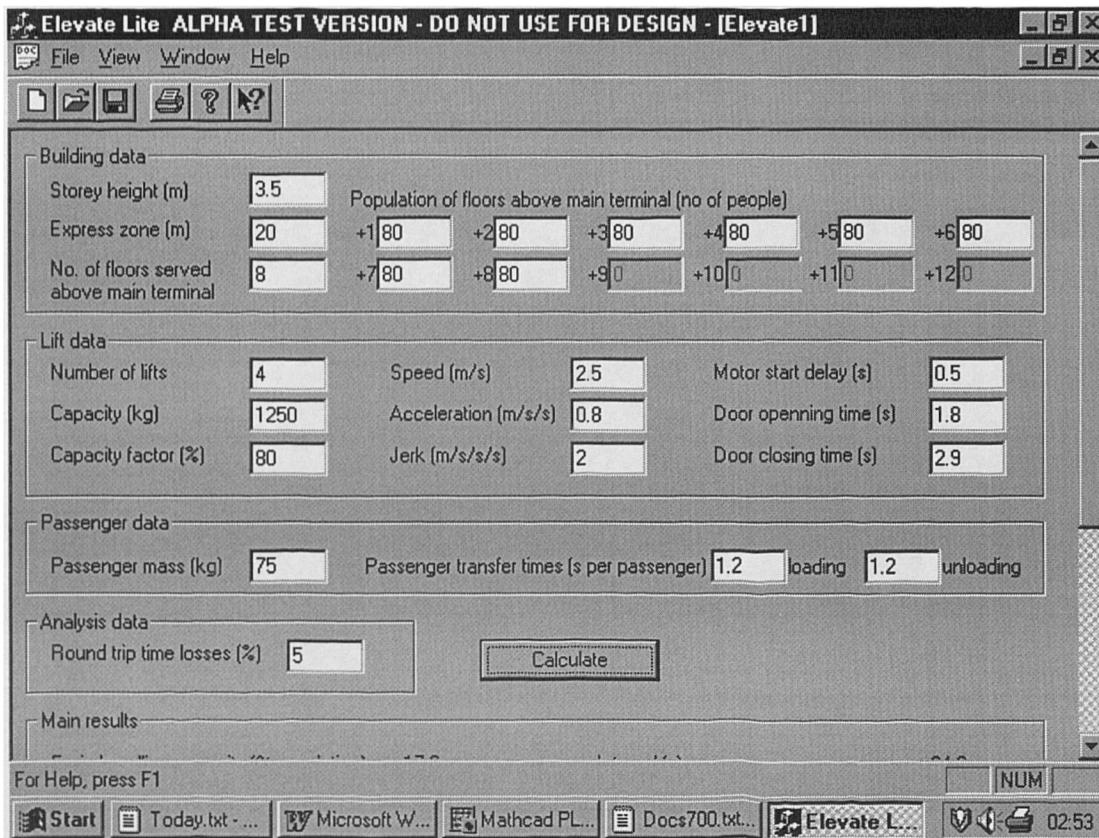 Elevate Lite ALPHA TEST VERSION - DO NOT USE FOR DESIGN - [Elevate1]
DOC File View Window Help
Building data
Storey height (m) 3.5 Population of floors above main terminal (no of people)
Express zone (m) 20 +1 80 +2 80 +3 80 +4 80 +5 80 +6 80
No. of floors served 8 +7 80 +8 80 +9 0 +10 0 +11 0 +12 0
above main terminal
Lift data
Number of lifts 4 Speed (m/s) 2.5 Motor start delay (s) 0.5
Capacity (kg) 1250 Acceleration (m/s/s) 0.8 Door openning time (s) 1.8
Capacity factor (%) 80 Jerk (m/s/s/s) 2 Door closing time (s) 2.9
Passenger data
Passenger mass (kg) 75 Passenger transfer times (s per passenger) 1.2 loading 1.2 unloading
Analysis data
Round trip time losses (%) 5 Calculate
Main results
For Help, press F1 NUM
Start Today.txt - ... Microsoft W... Mathcad PL... Docs700.txt... Elevate L... 02:53